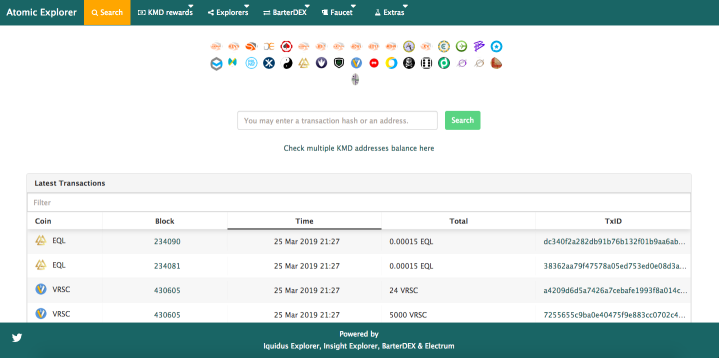 Atomic Explorer Search KMD rewards Explorers BarterDEX Faucet Extras
You may enter a transaction hash or an address. Search
Check multiple KMD addresses balance here
Latest Transactions
Filter
Coin Block Time Total TxID
EQL 234090 25 Mar 2019 21:27 0.00015 EQL dc340f2a282db91b76b132f01b9aa6ab...
EQL 234081 25 Mar 2019 21:27 0.00015 EQL 38362aa79f47578a05ed753ed0e08d3a...
VRSC 430605 25 Mar 2019 21:27 24 VRSC a4209d6d5a7426a7cebafe1993f8a014c...
VRSC 430605 25 Mar 2019 21:27 5000 VRSC 7255655c9ba0e40475f9e883cc0702c4...
Powered by
Iquidus Explorer, Insight Explorer, BarterDEX & Electrum